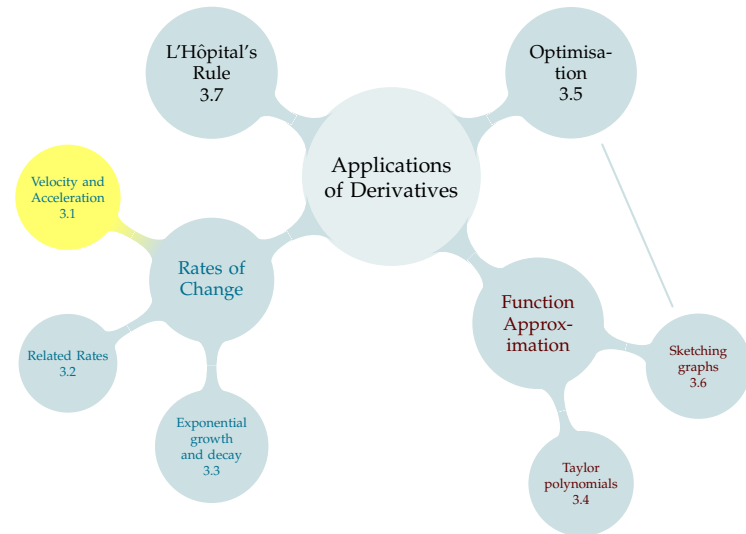 L'Hôpital's
Rule
3.7
Optimisa-
tion
3.5
Applications
of Derivatives
Velocity and
Acceleration
3.1
Rates of
Change
Function
Approx-
imation
Related Rates
3.2
Sketching
graphs
3.6
Exponential
growth
and decay
3.3
Taylor
polynomials
3.4